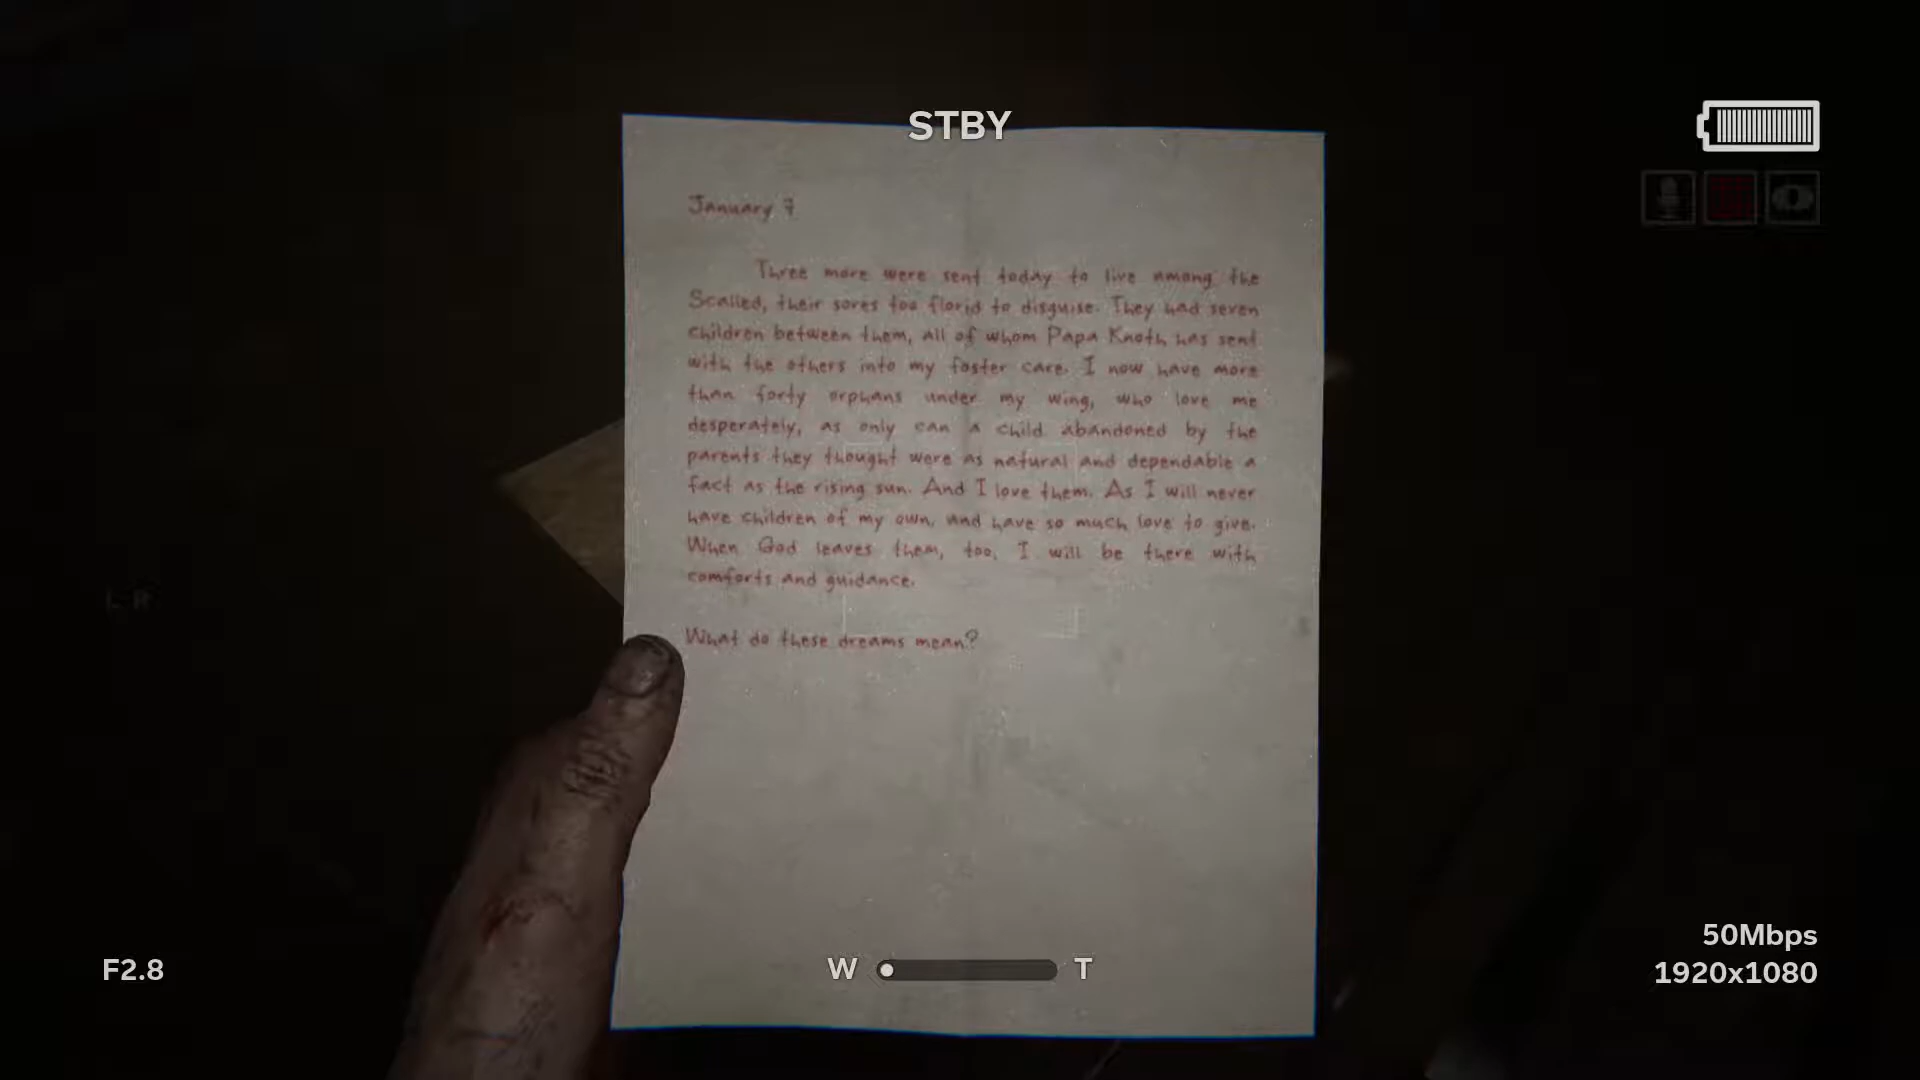 STBY
January 7
Three more were sent today to live among the
Scalled, their sores too florid to disguise. They had seven
children between them, all of whom Papa Knoth has sent
with the others into my foster care. I now have more
than forty orphans under my wing, who love me
desperately, as only can a child abandoned by the
parents they thought were as natural and dependable a
fact as the rising sun. And I love them. As I will never
have children of my own, and have so much love to give.
When God leaves them, too, I will be there with
comforts and guidance.
What do these dreams mean?
F2.8
W T
50Mbps
1920x1080